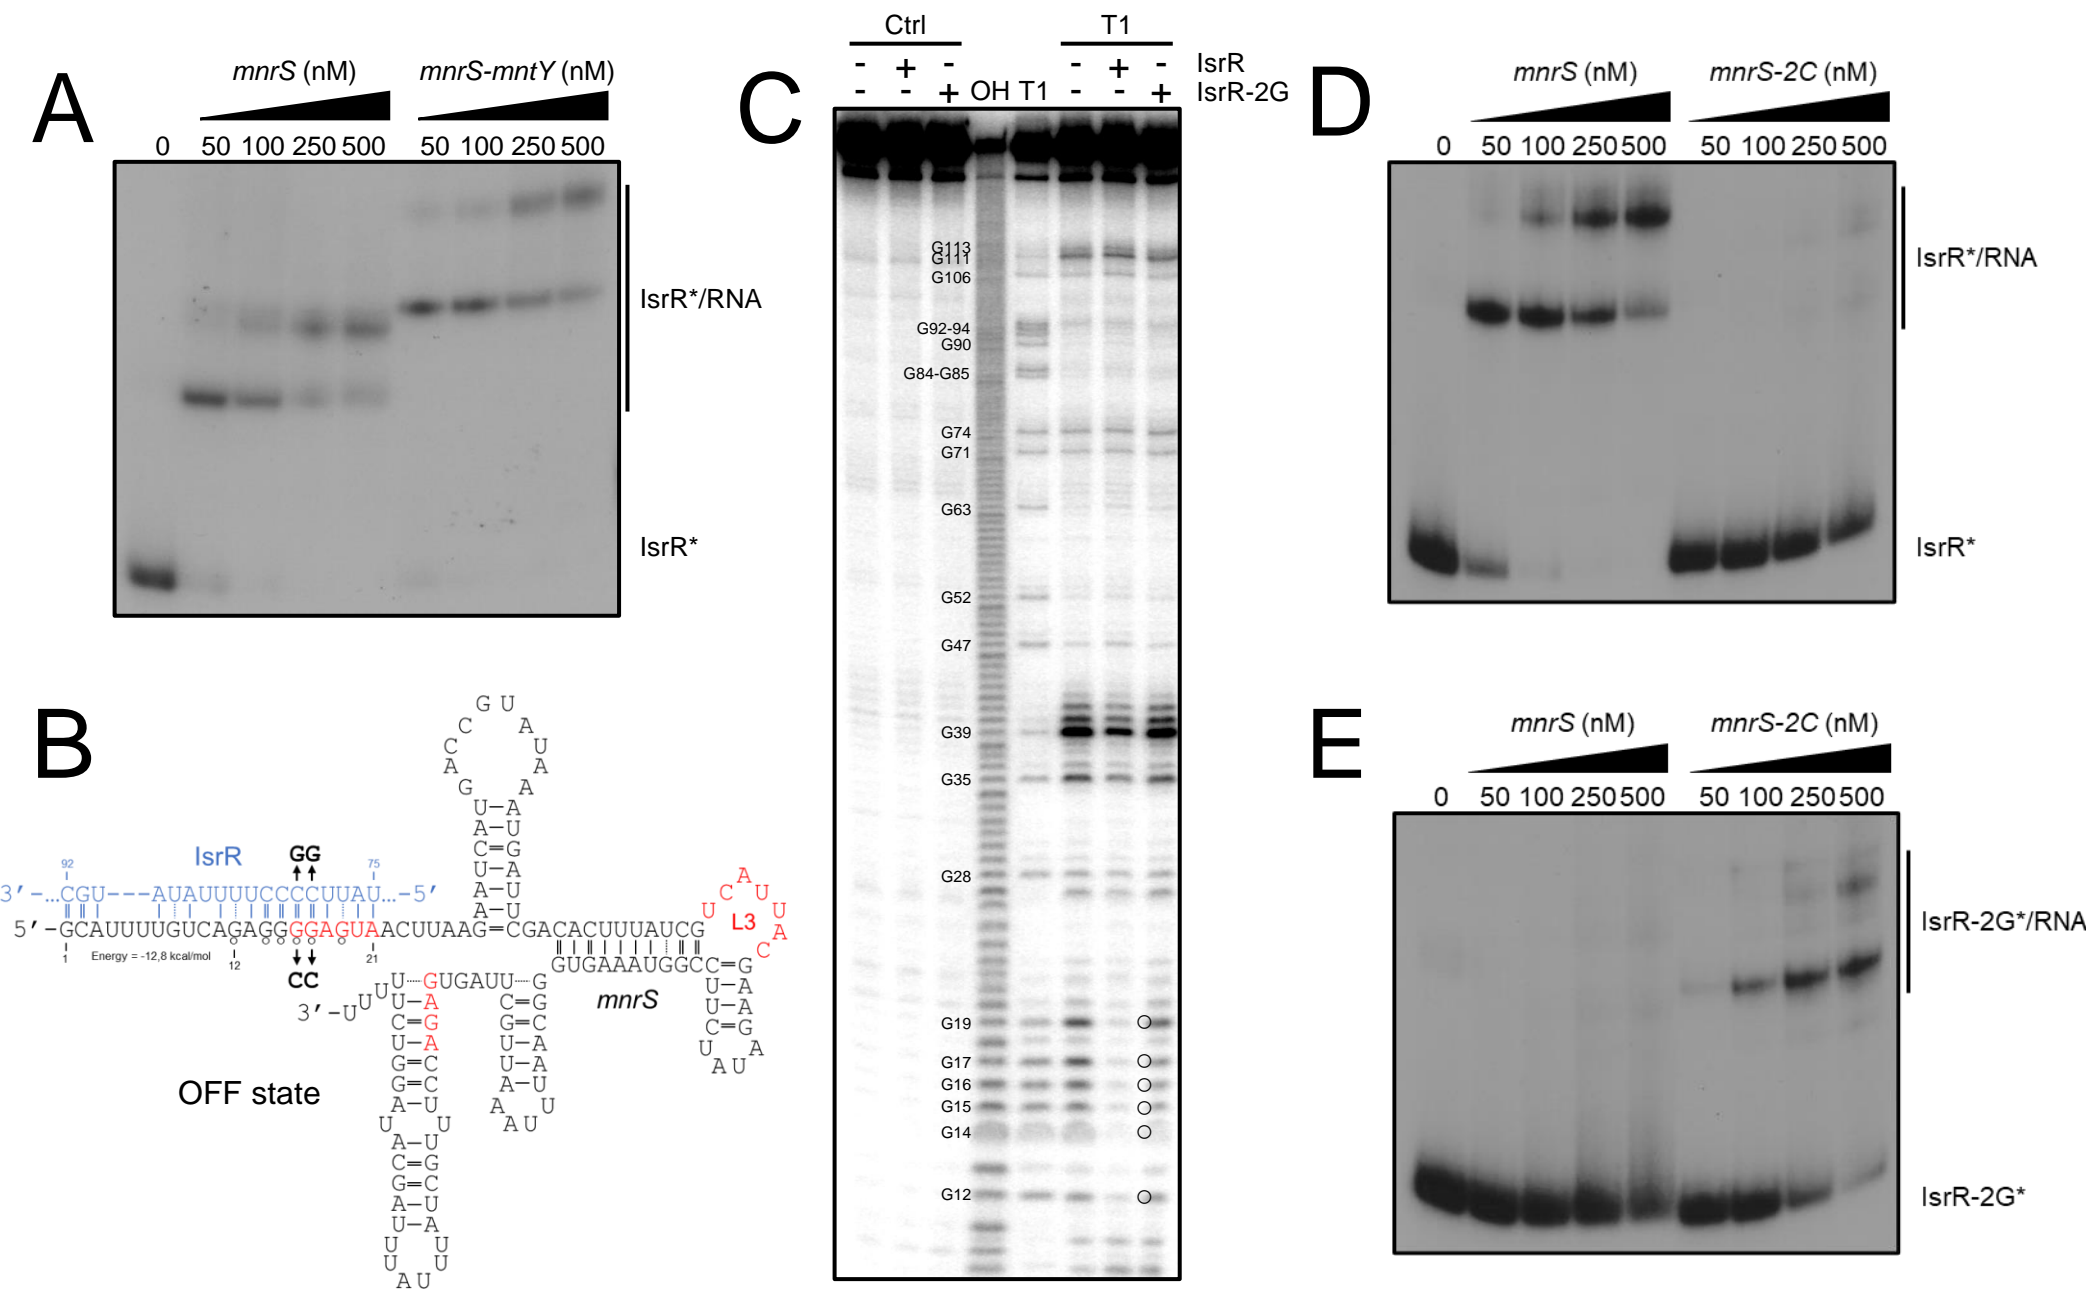 A
mnrS (nM) mnrS-mntY (nM)
0 50 100 250 500 50 100 250 500
IsrR*/RNA
IsrR*
B
IsrR
GG
92 75
3'-…CGU---AUAUUUUCCCCCUUAU…-5'
5'-GCAUUUUGUCAGAGGGGAGUAACUUAAG=CGACACUUUAUCG
1 Energy = -12,8 kcal/mol 12 21
CC
GUGAAAUGGCC
L3
mnrS
3'-U
OFF state
C
Ctrl T1
- + - - + - IsrR
- - + OH T1 - - + IsrR-2G
G113
G111
G106
G92-94
G90
G84-G85
G74
G71
G63
G52
G47
G39
G35
G28
G19
G17
G16
G15
G14
G12
D
mnrS (nM) mnrS-2C (nM)
0 50 100 250 500 50 100 250 500
IsrR*/RNA
IsrR*
E
mnrS (nM) mnrS-2C (nM)
0 50 100 250 500 50 100 250 500
IsrR-2G*/RNA
IsrR-2G*